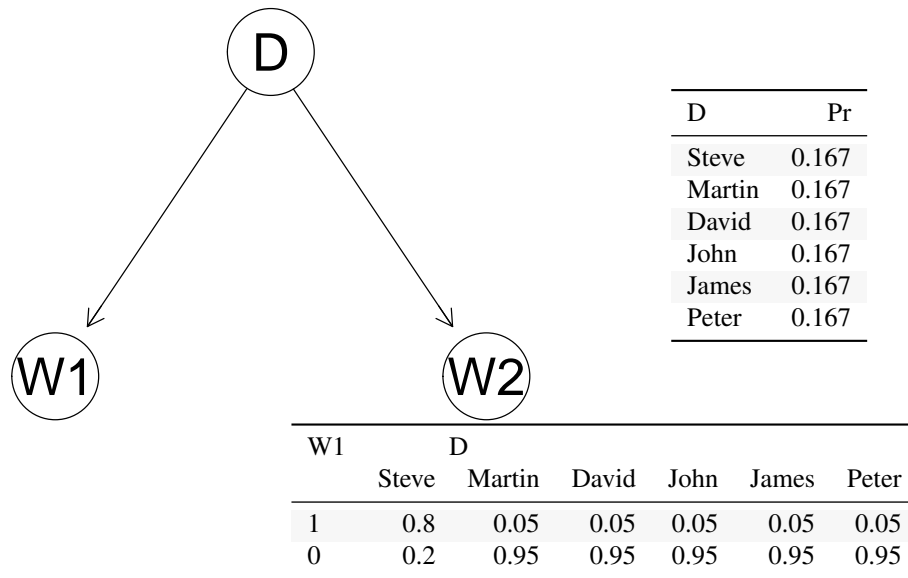 D
D Pr
Steve 0.167
Martin 0.167
David 0.167
John 0.167
James 0.167
Peter 0.167
W1
W2
W1 D
Steve Martin David John James Peter
1 0.8 0.05 0.05 0.05 0.05 0.05
0 0.2 0.95 0.95 0.95 0.95 0.95